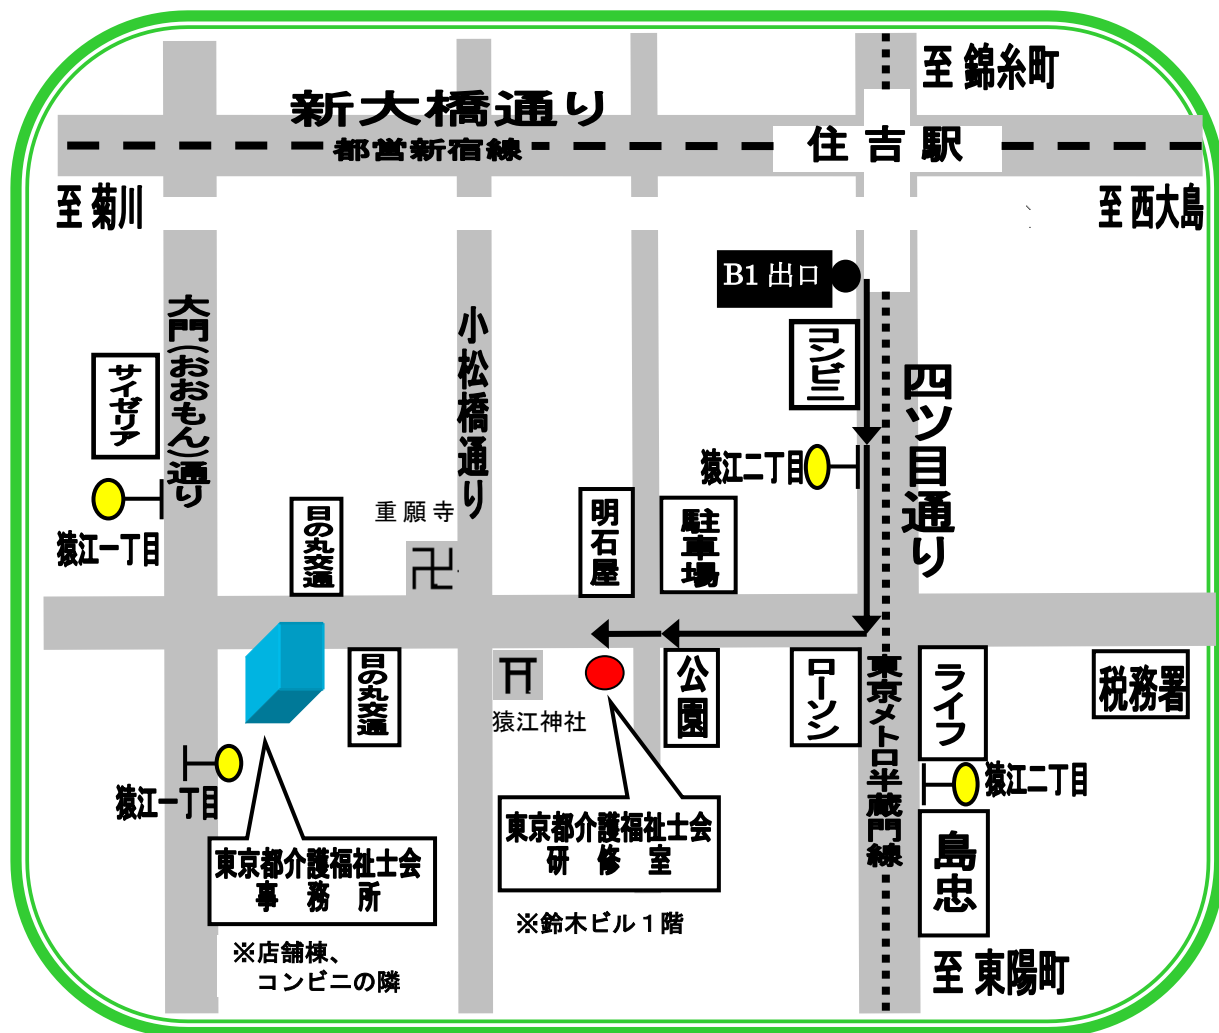 至 錦糸町
新大橋通り
都営新宿線
住吉駅
至 菊川
至 西大島
B1 出口
コンビニ
大門(おおもん)通り
小松橋通り
四ツ目通り
サイゼリア
猿江二丁目
猿江一丁目
日の丸交通
重願寺
卍
明石屋
駐車場
日の丸交通
猿江神社
公園
ローソン
東京メトロ半蔵門線
ライフ
税務署
猿江一丁目
猿江二丁目
東京都介護福祉士会
事務所
※店舗棟、
コンビニの隣
東京都介護福祉士会
研修室
※鈴木ビル1階
島忠
至 東陽町